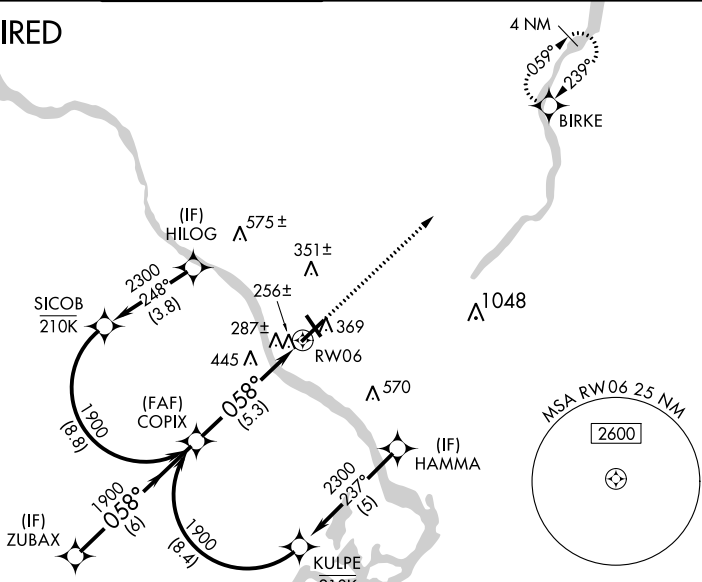 IRED
4 NM
059°
239°
BIRKE
(IF)
HILOG
575±
351±
2300
248°
(3.8)
256±
SICOB
210K
287±
369
1048
445
RW06
058°
(5.3)
570
MSA RW06 25 NM
2600
(FAF)
COPIX
1900
(8.8)
(IF)
HAMMA
2300
237°
(5)
1900
058°
(6)
(IF)
ZUBAX
1900
(8.4)
KULPE